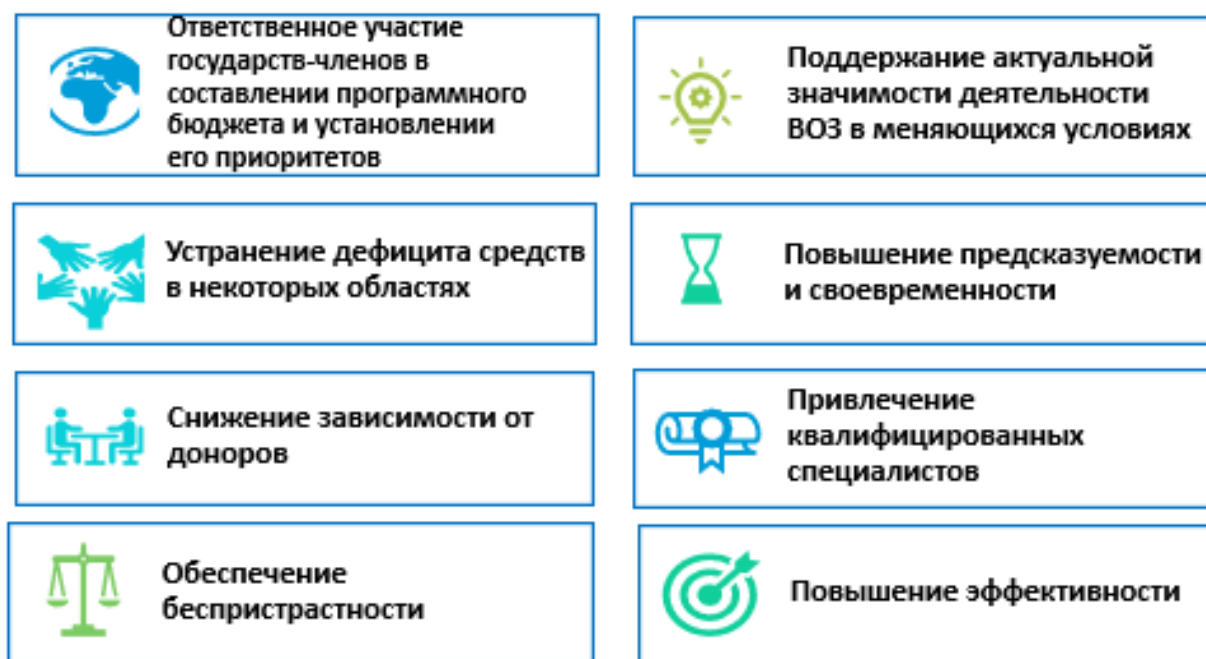 Ответственное участие
государств-членов в
составлении программного
бюджета и установлении
его приоритетов
Поддержание актуальной
значимости деятельности
ВОЗ в меняющихся условиях
Устранение дефицита средств
в некоторых областях
Повышение предсказуемости
и своевременности
Снижение зависимости от
доноров
Привлечение
квалифицированных
специалистов
Обеспечение
беспристрастности
Повышение эффективности